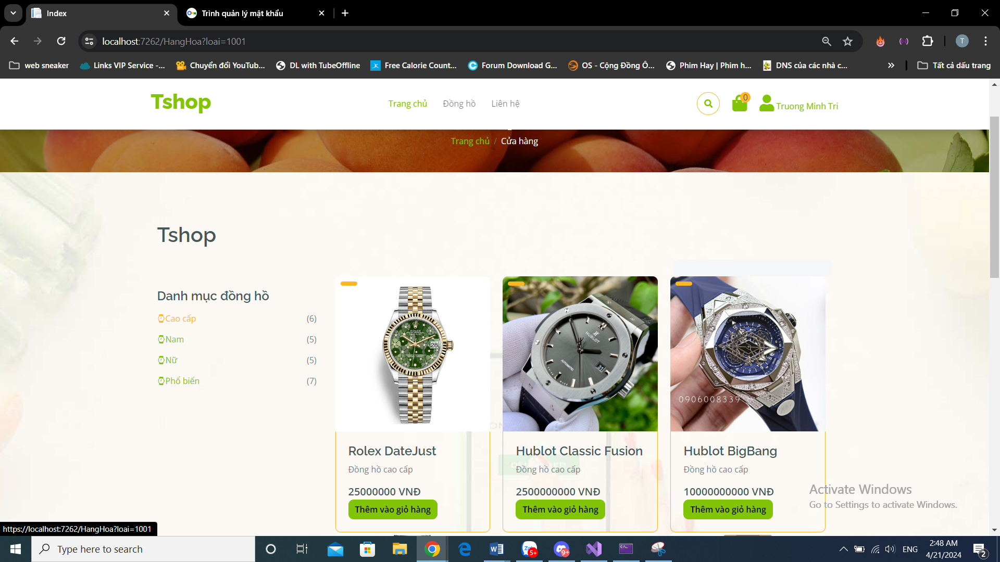 Index
Trình quản lý mật khẩu
localhost:7262/HangHoa?loai=1001
T
web sneaker
Links VIP Service -...
Chuyển đổi YouTub...
DL with TubeOffline
Free Calorie Count...
Forum Download G...
OS - Cộng Đồng Ô...
Phim Hay | Phim h...
DNS của các nhà c...
Tất cả dấu trang
Tshop
Trang chủ
Đồng hồ
Liên hệ
0
Truong Minh Tri
Trang chủ / Cửa hàng
Tshop
Danh mục đồng hồ
Cao cấp (6)
Nam (5)
Nữ (5)
Phổ biến (7)
ROLEX
28
HUBLOT
AUTOMATIC
31
0906008339
Rolex DateJust
Đồng hồ cao cấp
25000000 VNĐ
Thêm vào giỏ hàng
Hublot Classic Fusion
Đồng hồ cao cấp
2500000000 VNĐ
Thêm vào giỏ hàng
Hublot BigBang
Đồng hồ cao cấp
10000000000 VNĐ
Thêm vào giỏ hàng
Activate Windows
Go to Settings to activate Windows.
https://localhost:7262/HangHoa?loai=1001
Type here to search
5+
9+
ENG
2:48 AM
4/21/2024
2